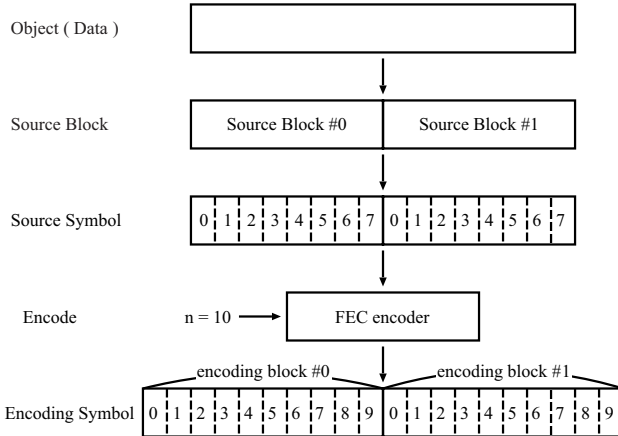 Object ( Data )
Source Block
Source Block #0
Source Block #1
Source Symbol
0 1 2 3 4 5 6 7 0 1 2 3 4 5 6 7
Encode
n = 10
FEC encoder
encoding block #0
encoding block #1
Encoding Symbol
0 1 2 3 4 5 6 7 8 9 0 1 2 3 4 5 6 7 8 9